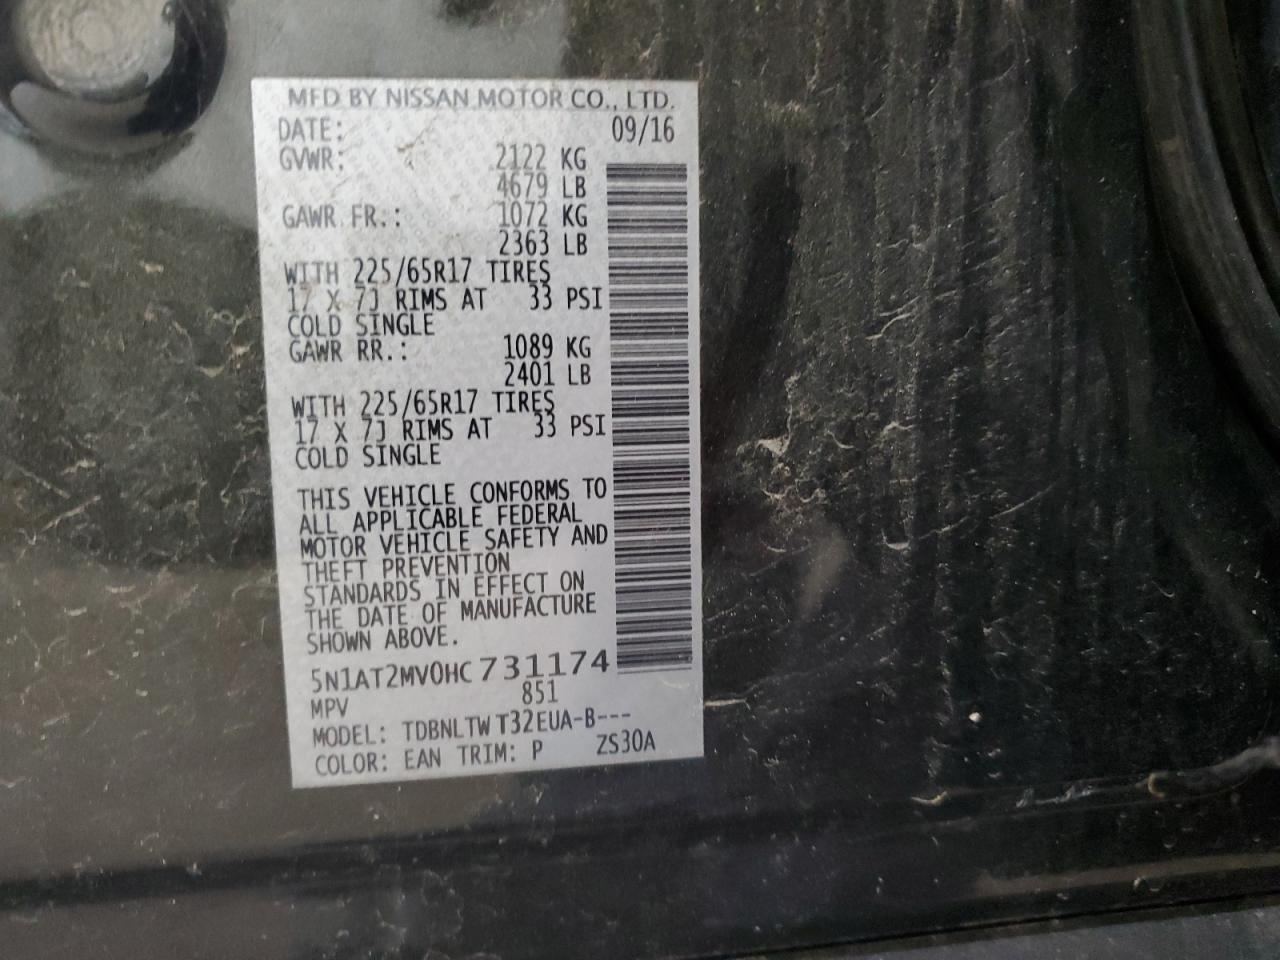 MFD BY NISSAN MOTOR CO., LTD.
DATE: 09/16
GVWR: 2122 KG
4679 LB
GAWR FR.: 1072 KG
2363 LB
WITH 225/65R17 TIRES
17 X 7J RIMS AT 33 PSI
COLD SINGLE
GAWR RR.: 1089 KG
2401 LB
WITH 225/65R17 TIRES
17 X 7J RIMS AT 33 PSI
COLD SINGLE
THIS VEHICLE CONFORMS TO
ALL APPLICABLE FEDERAL
MOTOR VEHICLE SAFETY AND
THEFT PREVENTION
STANDARDS IN EFFECT ON
THE DATE OF MANUFACTURE
SHOWN ABOVE.
5N1AT2MV0HC731174
MPV 851
MODEL: TDBNLTWT32EUA-B---
COLOR: EAN TRIM: P ZS30A